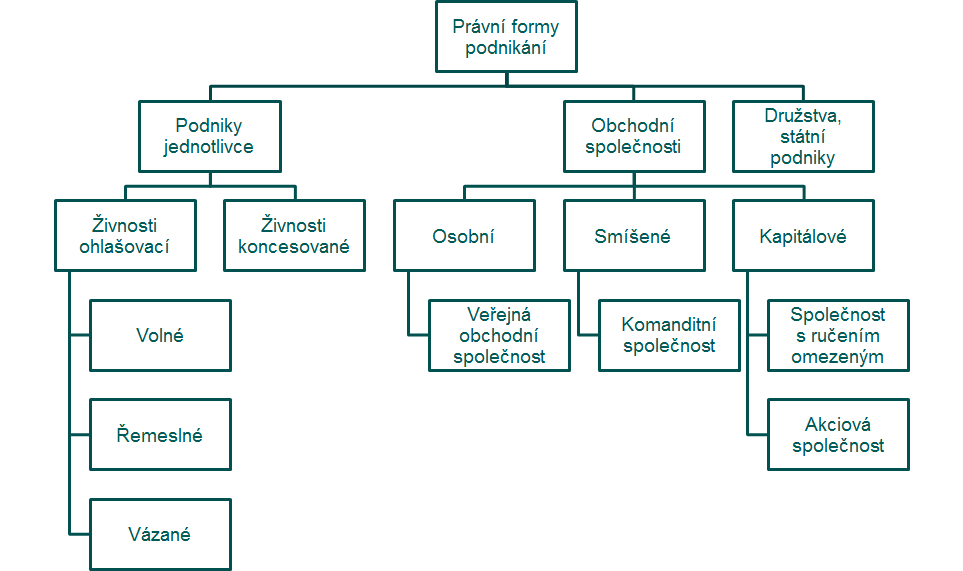 Právní formy
podnikání
Podniky
jednotlivce
Obchodní
společnosti
Družstva,
státní
podniky
Živnosti
ohlašovací
Živnosti
koncesované
Osobní
Smíšené
Kapitálové
Volné
Řemeslné
Vázané
Veřejná
obchodní
společnost
Komanditní
společnost
Společnost
s ručením
omezeným
Akciová
společnost